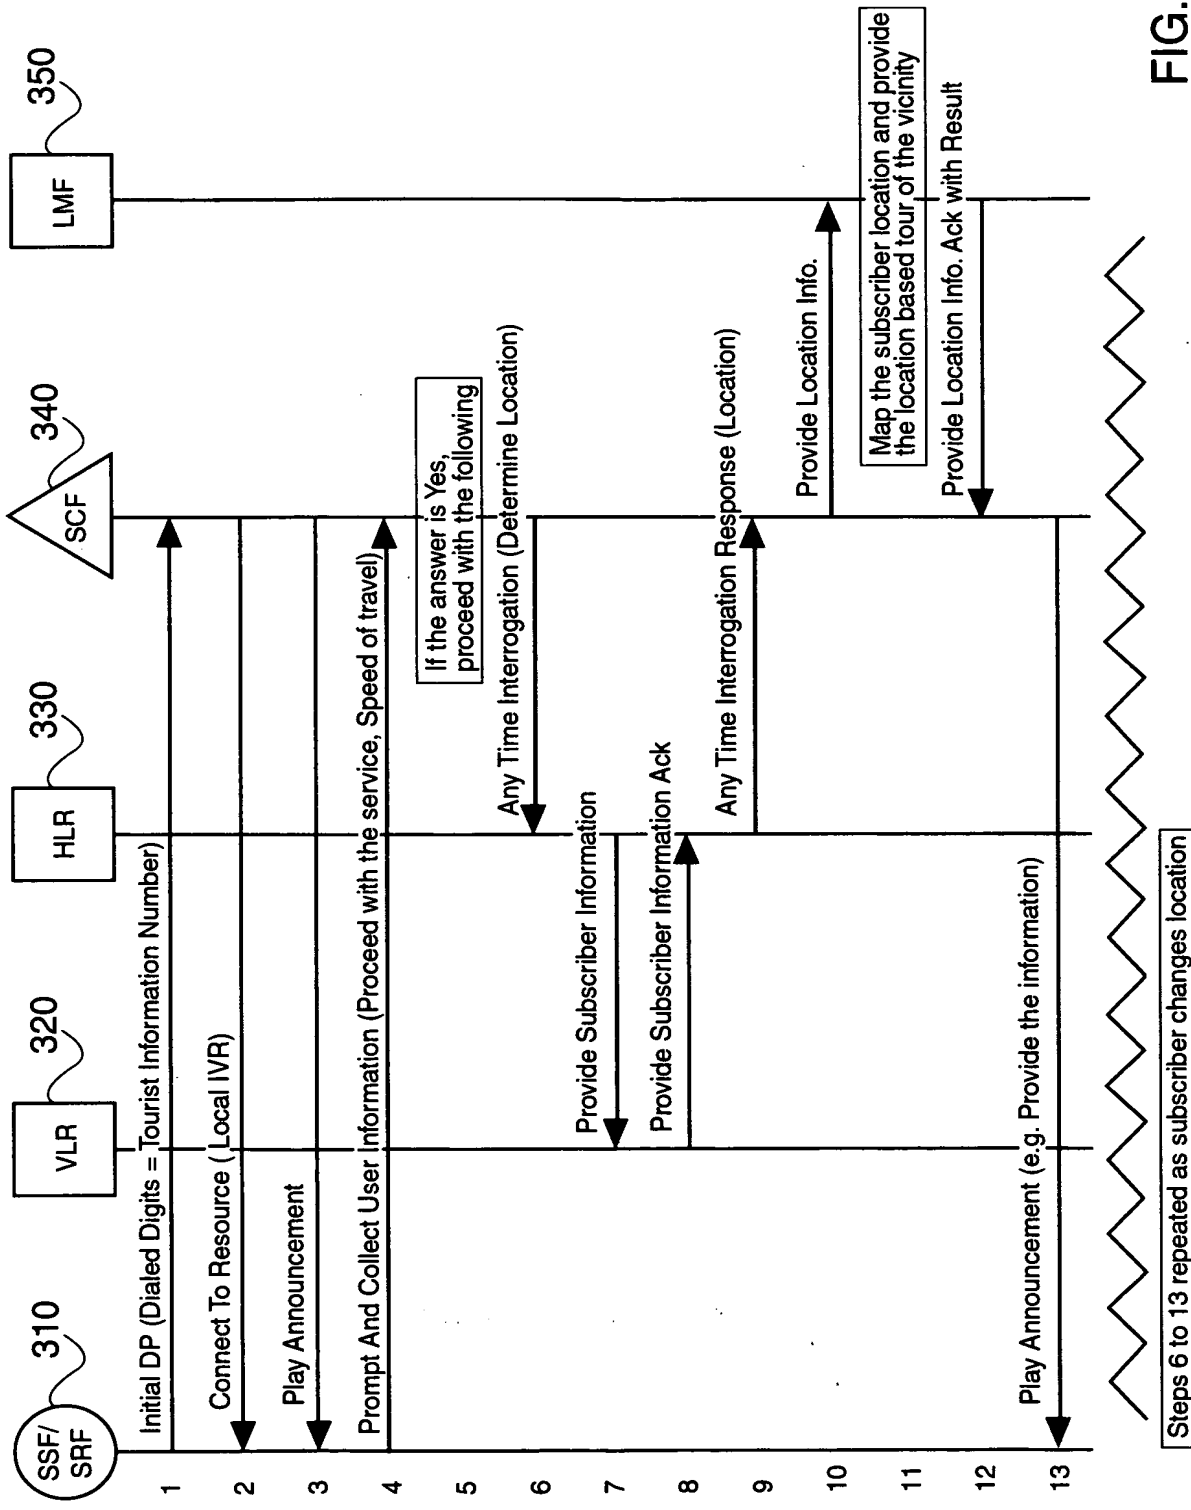 310
320
330
340
350
SSF/
SRF
VLR
HLR
SCF
LMF
1
Initial DP (Dialed Digits = Tourist Information Number)
2
Connect To Resource ( Local IVR)
3
Play Announcement
4
Prompt And Collect User Information (Proceed with the service, Speed of travel)
5
If the answer is Yes,
proceed with the following
6
Any Time Interrogation (Determine Location)
7
Provide Subscriber Information
8
Provide Subscriber Information Ack
9
Any Time Interrogation Response (Location)
10
Provide Location Info.
11
Map the subscriber location and provide
the location based tour of the vicinity
12
Provide Location Info. Ack with Result
13
Play Announcement (e.g. Provide the information)
Steps 6 to 13 repeated as subscriber changes location
FIG.